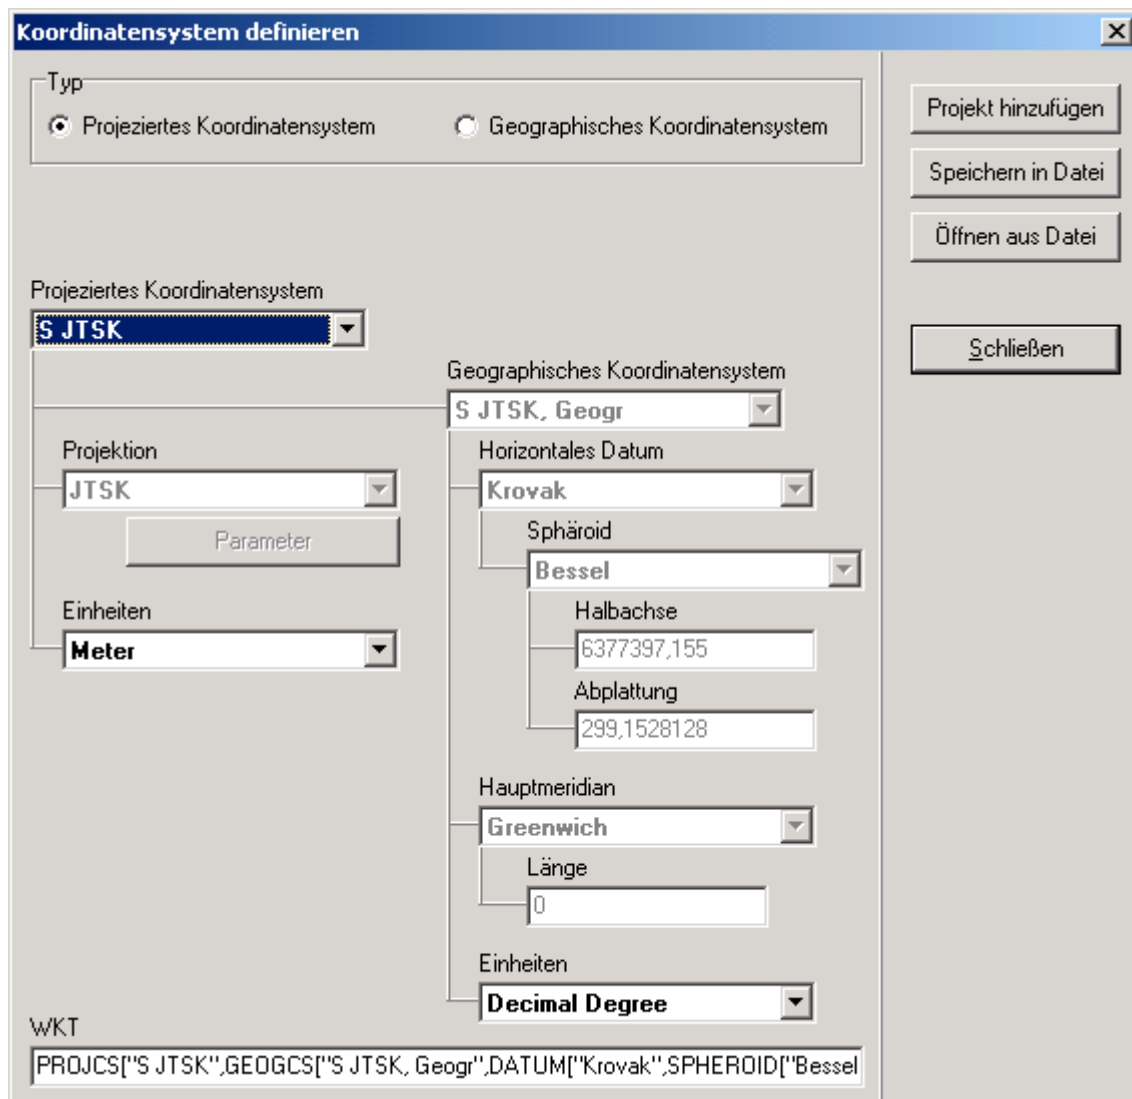 Koordinatensystem definieren
Typ
Projeziertes Koordinatensystem
Geographisches Koordinatensystem
Projekt hinzufügen
Speichern in Datei
Öffnen aus Datei
Schließen
Projeziertes Koordinatensystem
S JTSK
Geographisches Koordinatensystem
S JTSK, Geogr
Projektion
JTSK
Parameter
Einheiten
Meter
Horizontales Datum
Krovak
Sphäroid
Bessel
Halbachse
6377397,155
Abplattung
299,1528128
Hauptmeridian
Greenwich
Länge
0
Einheiten
Decimal Degree
WKT
PROJCS["S JTSK",GEOGCS["S JTSK, Geogr",DATUM["Krovak",SPHEROID["Bessel